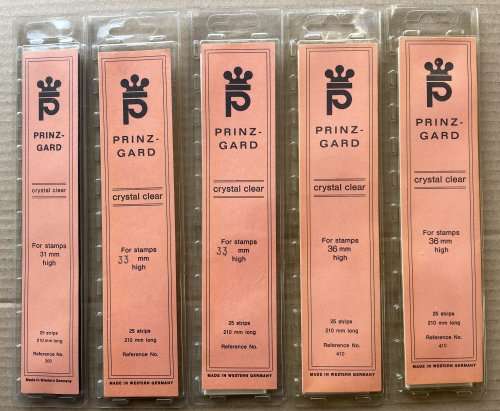 PRINZ-
GARD
crystal clear
For stamps
31 mm
high
25 strips
210 mm long
Reference No.
MADE IN WESTERN GERMANY
PRINZ-
GARD
crystal clear
For stamps
33 mm
high
25 strips
210 mm long
Reference No.
MADE IN WESTERN GERMANY
PRINZ-
GARD
crystal clear
For stamps
33 mm
high
25 strips
210 mm long
Reference No.
MADE IN WESTERN GERMANY
PRINZ-
GARD
crystal clear
For stamps
36 mm
high
25 strips
210 mm long
Reference No.
410
MADE IN WESTERN GERMANY
PRINZ-
GARD
crystal clear
For stamps
36 mm
high
25 strips
210 mm long
Reference No.
410
MADE IN WESTERN GERMANY